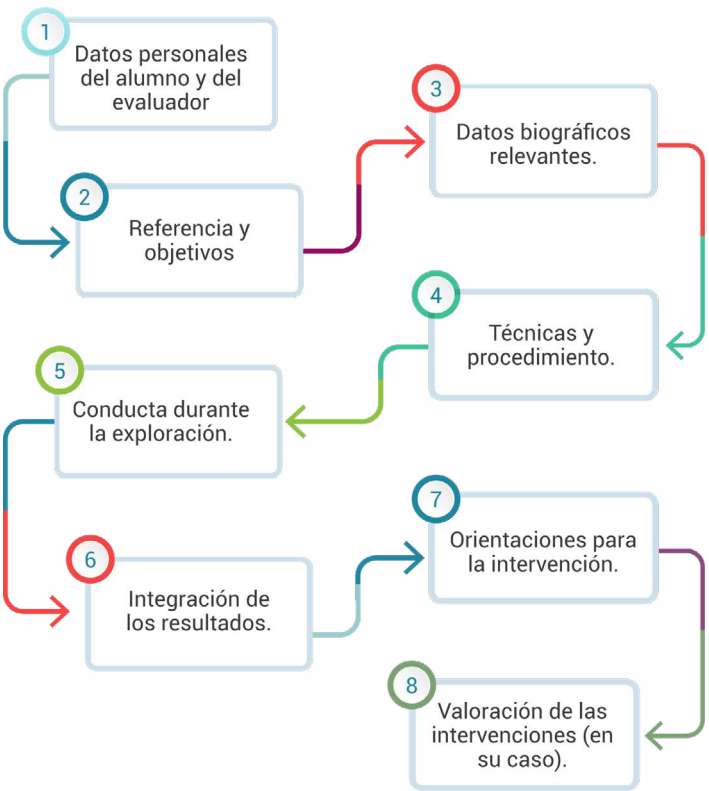 1
Datos personales
del alumno y del
evaluador
2
Referencia y
objetivos
3
Datos biográficos
relevantes.
4
Técnicas y
procedimiento.
5
Conducta durante
la exploración.
6
Integración de
los resultados.
7
Orientaciones para
la intervención.
8
Valoración de las
intervenciones (en
su caso).